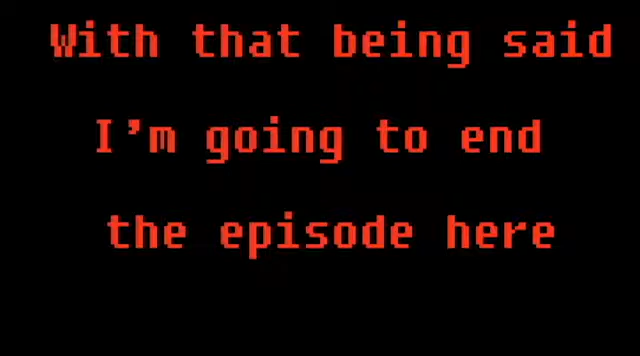 With that being said
I'm going to end
the episode here